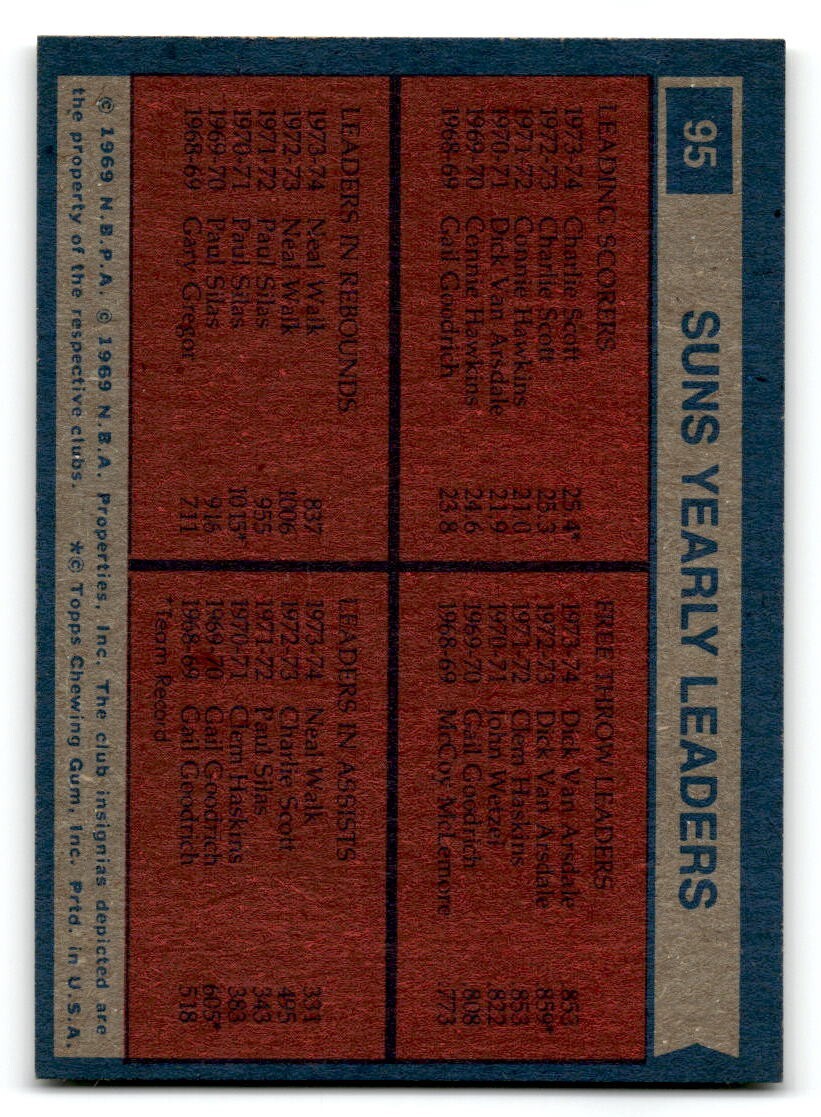 95
SUNS YEARLY LEADERS
LEADING SCORERS
1973-74 Charlie Scott 25.4*
1972-73 Charlie Scott 25.3
1971-72 Connie Hawkins 21.0
1970-71 Dick Van Arsdale 21.9
1969-70 Connie Hawkins 24.6
1968-69 Gail Goodrich 23.8
FREE THROW LEADERS
1973-74 Dick Van Arsdale .853
1972-73 Dick Van Arsdale .859*
1971-72 Clem Haskins .853
1970-71 John Wetzel .822
1969-70 Gail Goodrich .808
1968-69 McCoy McLemore .773
LEADERS IN REBOUNDS
1973-74 Neal Walk 837
1972-73 Neal Walk 1006
1971-72 Paul Silas 955
1970-71 Paul Silas 1015*
1969-70 Paul Silas 916
1968-69 Gary Gregor 711
LEADERS IN ASSISTS
1973-74 Neal Walk 331
1972-73 Charlie Scott 495
1971-72 Paul Silas 343
1970-71 Clem Haskins 383
1969-70 Gail Goodrich 605*
1968-69 Gail Goodrich 518
*Team Record
© 1969 N.B.P.A. © 1969 N.B.A. Properties, Inc. The club insignias depicted are
the property of the respective clubs. *© Topps Chewing Gum, Inc. Prtd. in U.S.A.